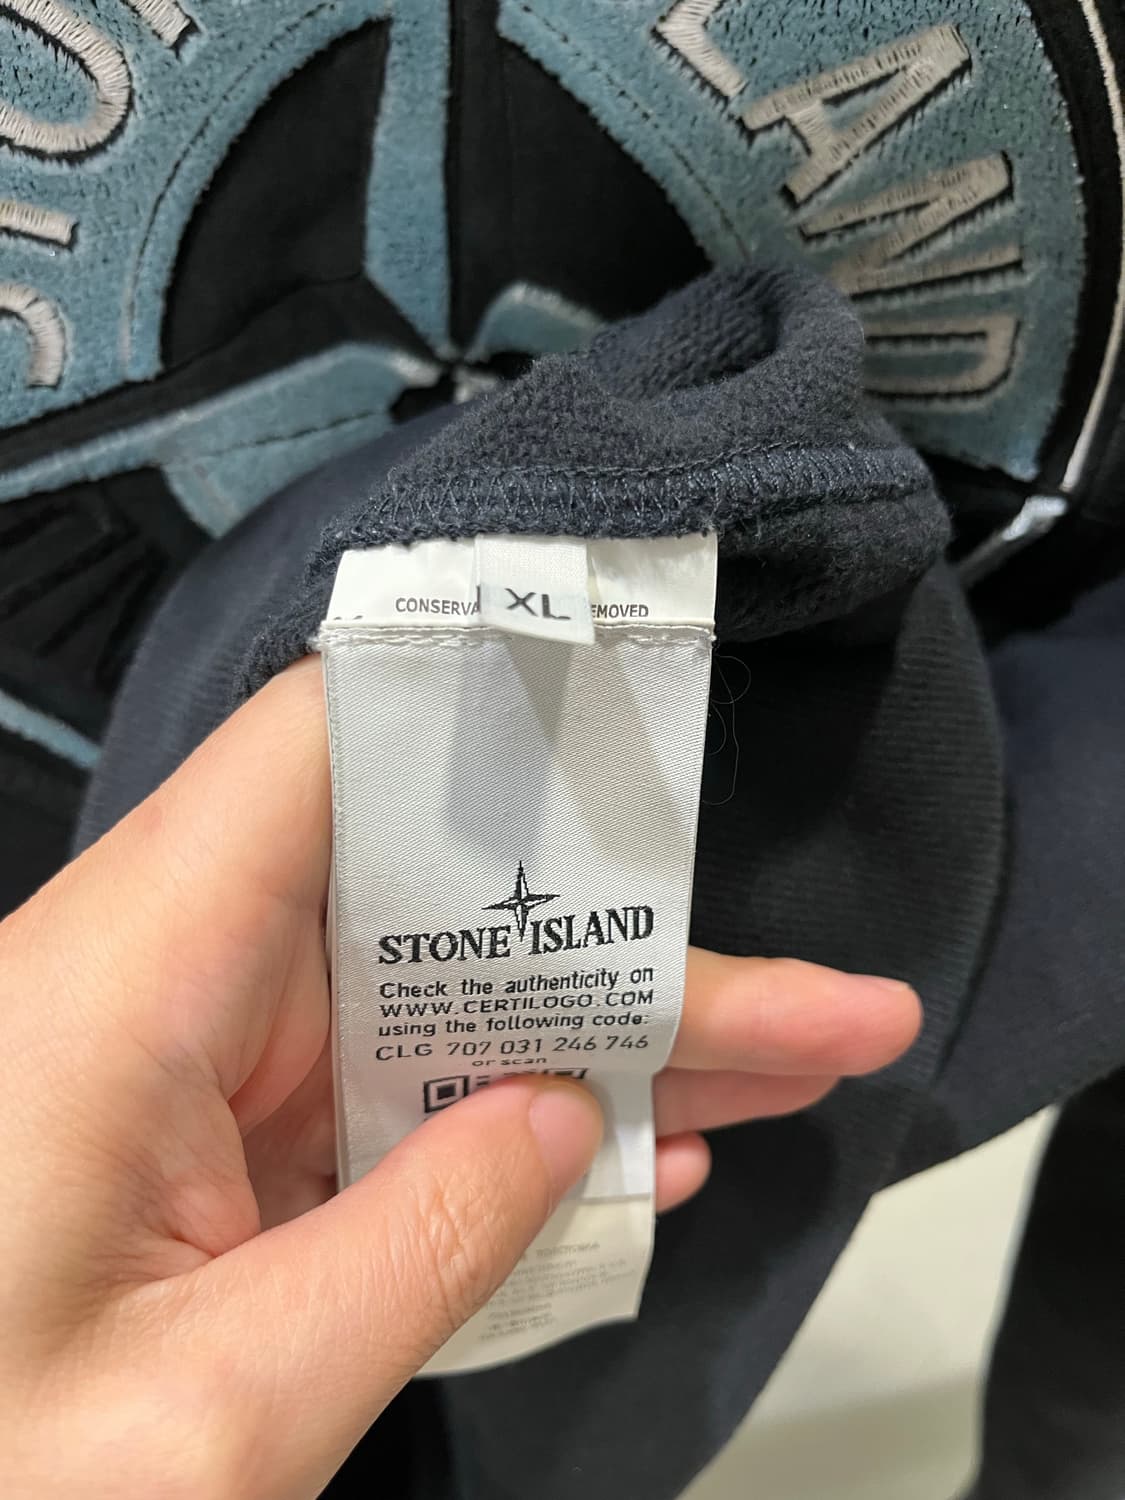 LAND
CONSERVA
XL
EMOVED
STONE ISLAND
Check the authenticity on
WWW.CERTILOGO.COM
using the following code:
CLG 707 031 246 746
or scan